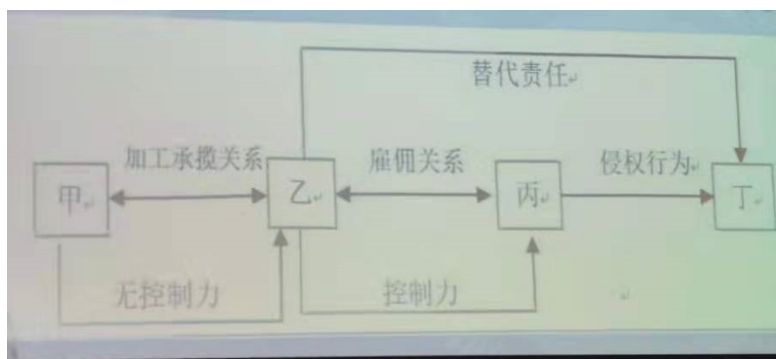 替代责任
加工承揽关系
雇佣关系
侵权行为
甲
乙
丙
丁
无控制力
控制力